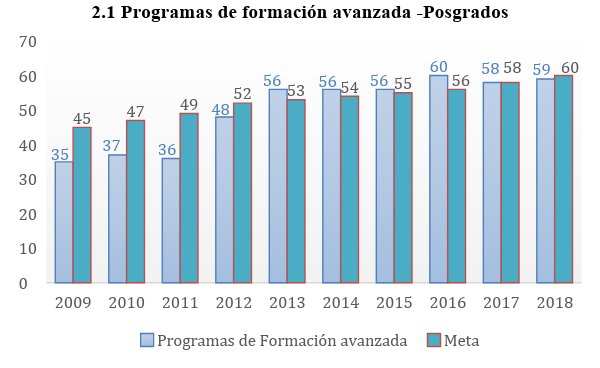 2.1 Programas de formación avanzada -Posgrados
70
60
50
40
30
20
10
0
35 45 37 47 36 49 48 52 56 53 56 54 56 55 60 56 58 58 59 60
2009 2010 2011 2012 2013 2014 2015 2016 2017 2018
Programas de Formación avanzada Meta